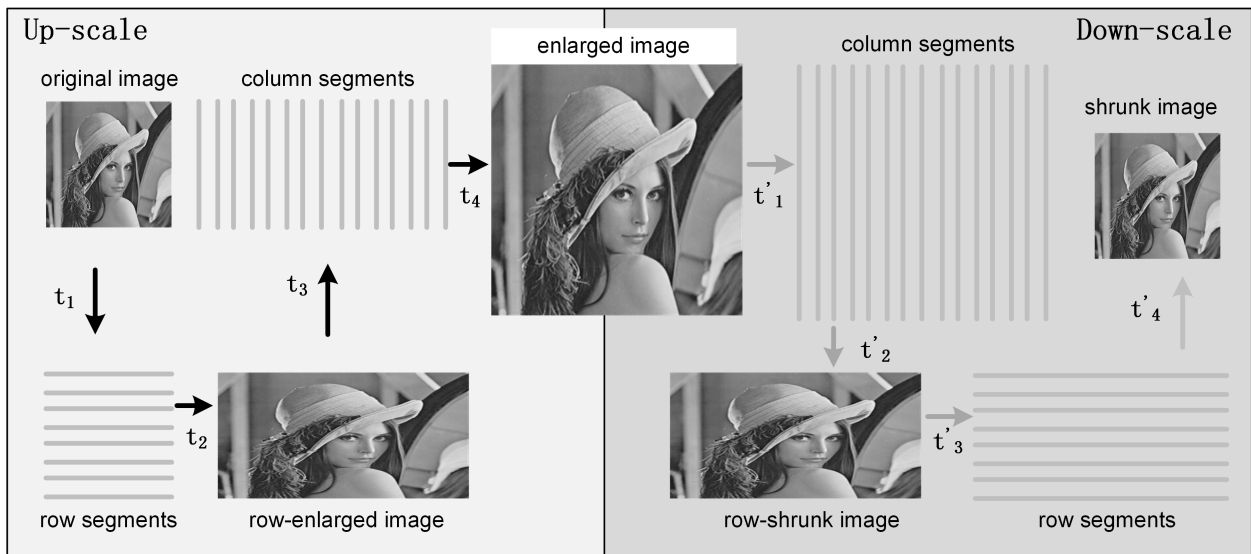 Up-scale
original image
column segments
t1
t2
t3
t4
row segments
row-enlarged image
enlarged image
Down-scale
column segments
shrunk image
t'1
t'2
t'3
t'4
row-shrunk image
row segments